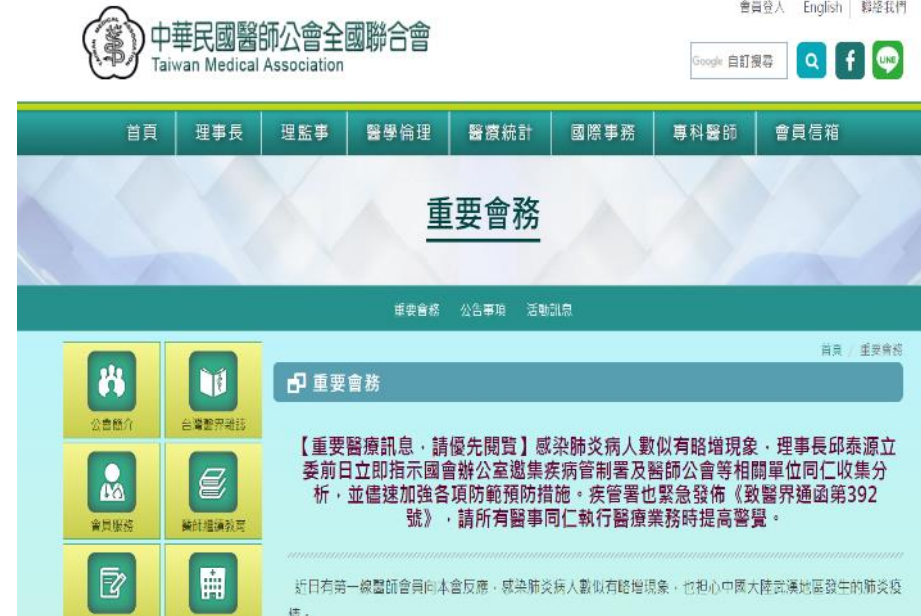 會員登入 English 聯絡我們
中華民國醫師公會全國聯合會
Taiwan Medical Association
Google 自訂搜尋
LINE
首頁 理事長 理監事 醫學倫理 醫療統計 國際事務 專科醫師 會員信箱
重要會務
重要會務 公告事項 活動訊息
首頁 / 重要會務
重要會務
公會簡介 台灣醫界雜誌
會員服務 醫師繼續教育
【重要醫療訊息，請優先閱覽】感染肺炎病人數似有略增現象，理事長邱泰源立
委前日立即指示國會辦公室邀集疾病管制署及醫師公會等相關單位同仁收集分
析，並儘速加強各項防範預防措施。疾管署也緊急發佈《致醫界通函第392
號》，請所有醫事同仁執行醫療業務時提高警覺。
近日有第一線醫師會員向本會反應，感染肺炎病人數似有略增現象，也担心中國大陸武漢地區發生的肺炎疫
情。